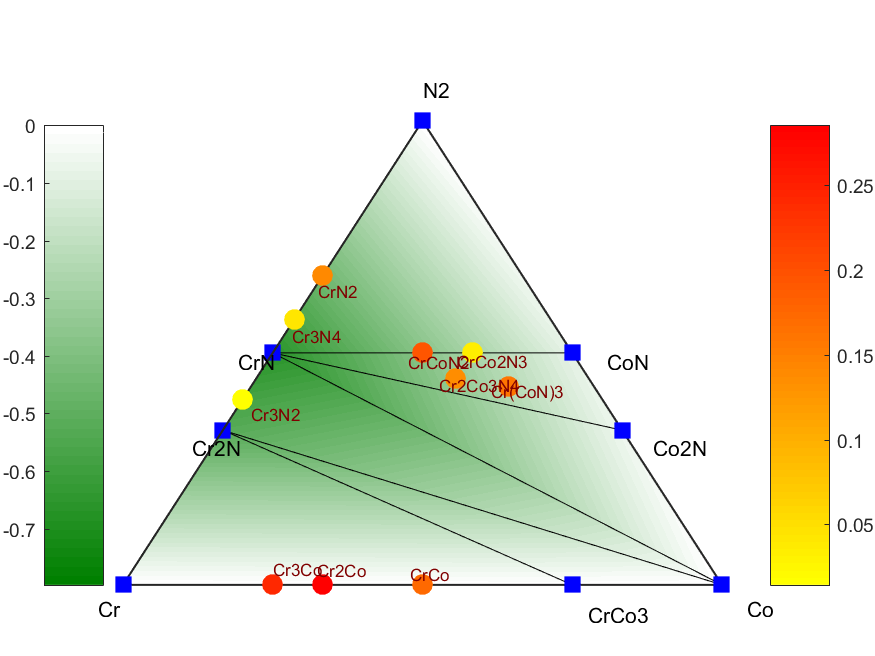 N2
0
-0.1
-0.2
-0.3
-0.4
-0.5
-0.6
-0.7
0.25
0.2
0.15
0.1
0.05
CrN2
Cr3N4
CrN
CrCoN2
CrCo2N3
CoN
Cr2Co3N4
Cr(CoN)3
Cr3N2
Cr2N
Co2N
Cr3Co
Cr2Co
CrCo
Cr
CrCo3
Co